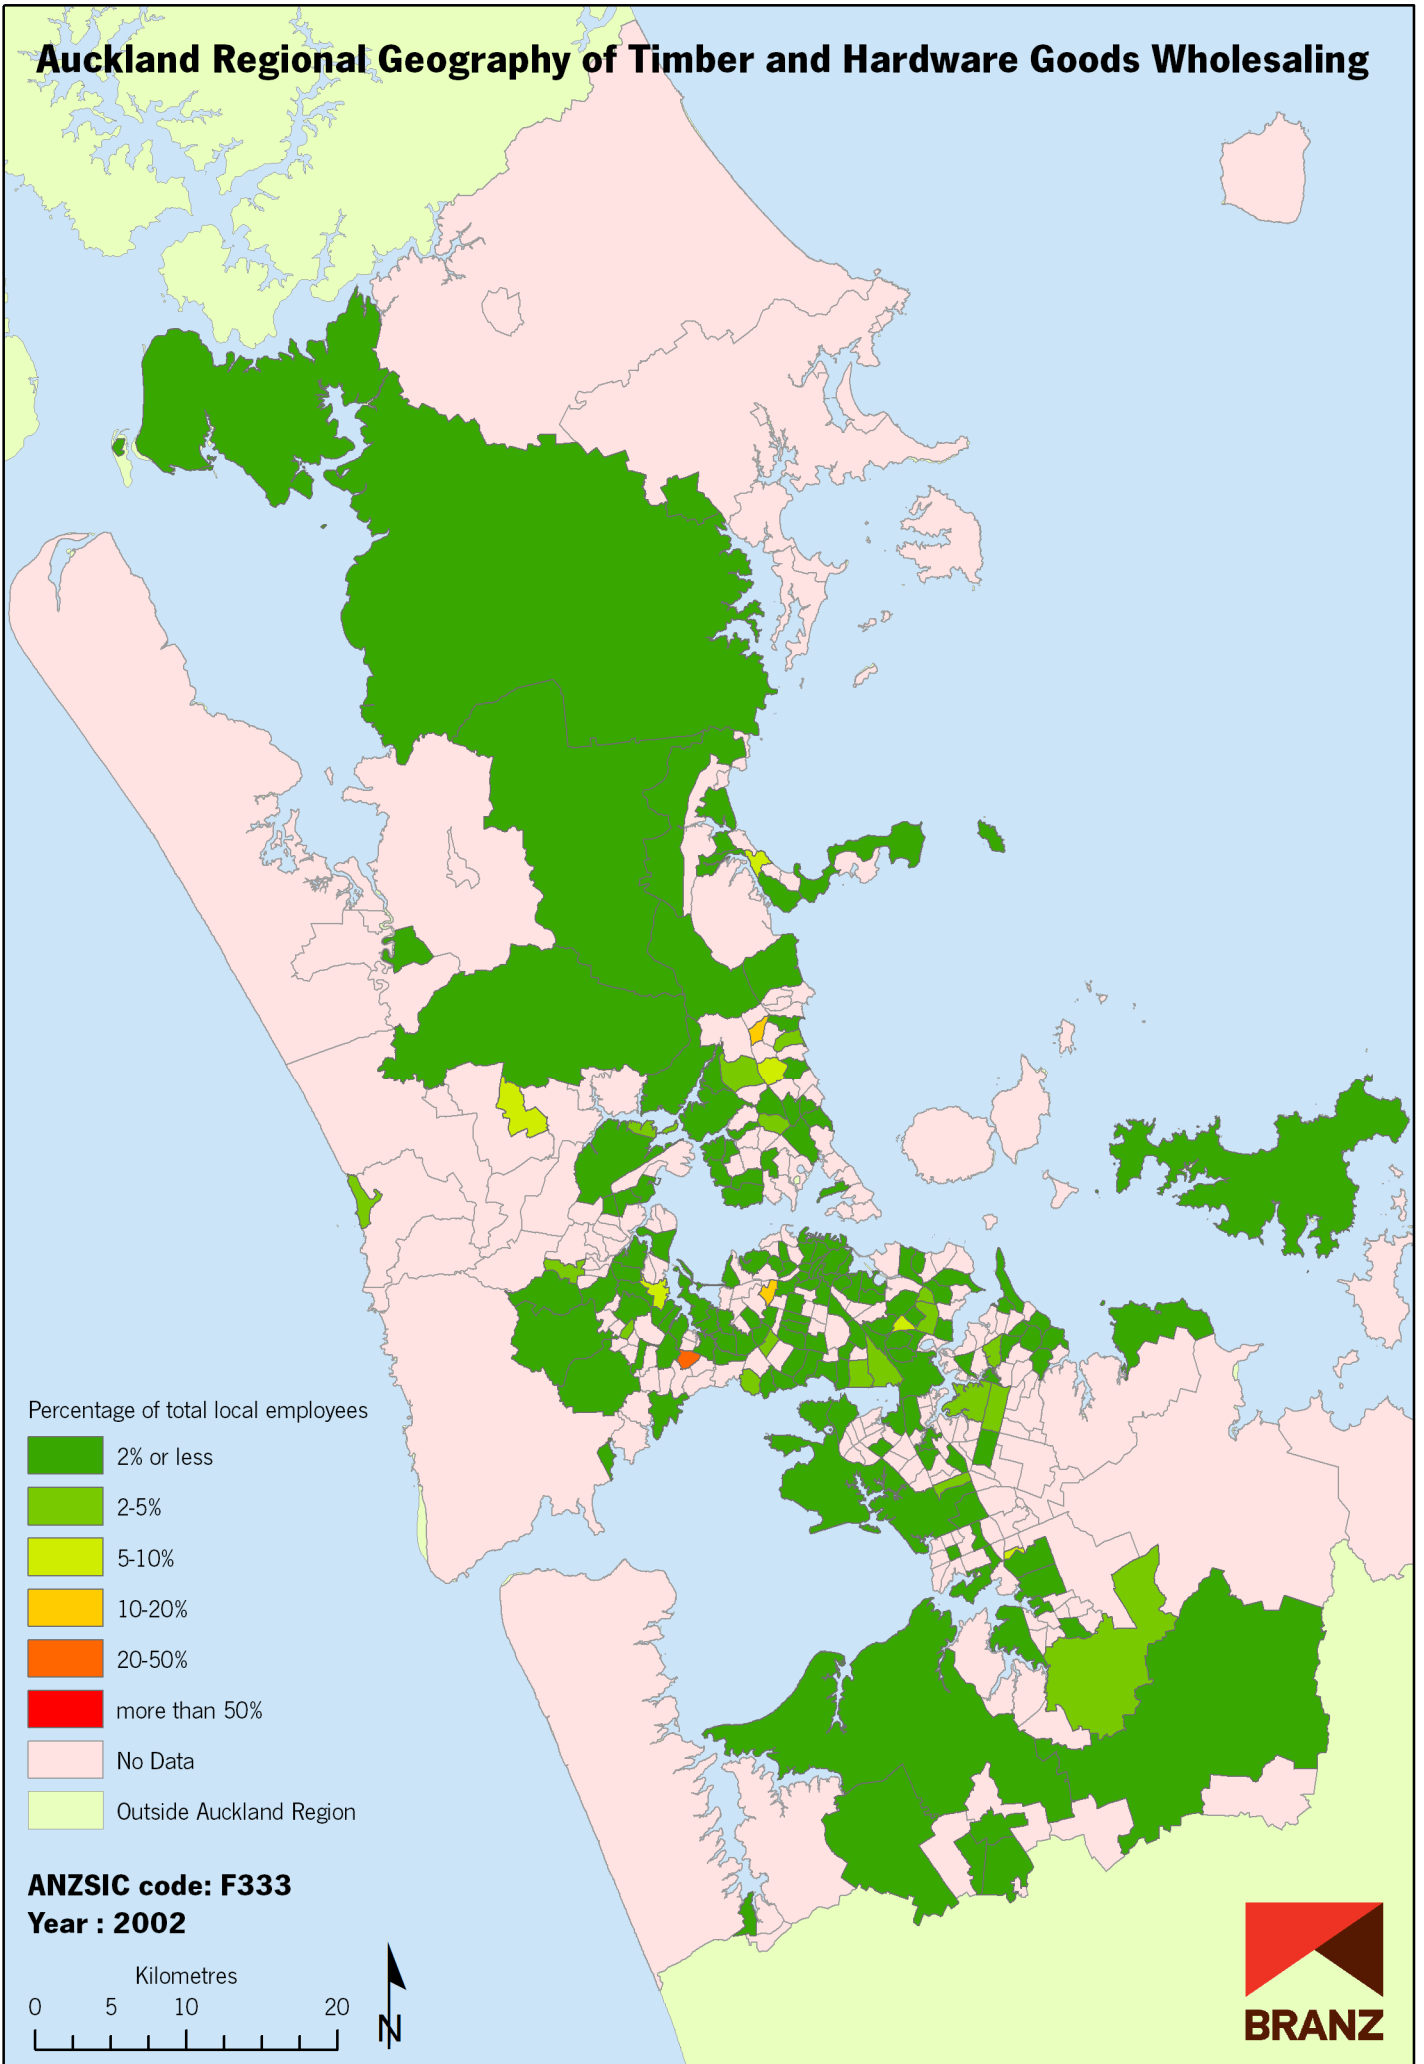 Auckland Regional Geography of Timber and Hardware Goods Wholesaling
Percentage of total local employees
2% or less
2-5%
5-10%
10-20%
20-50%
more than 50%
No Data
Outside Auckland Region
ANZSIC code: F333
Year : 2002
Kilometres
0 5 10 20
N
BRANZ